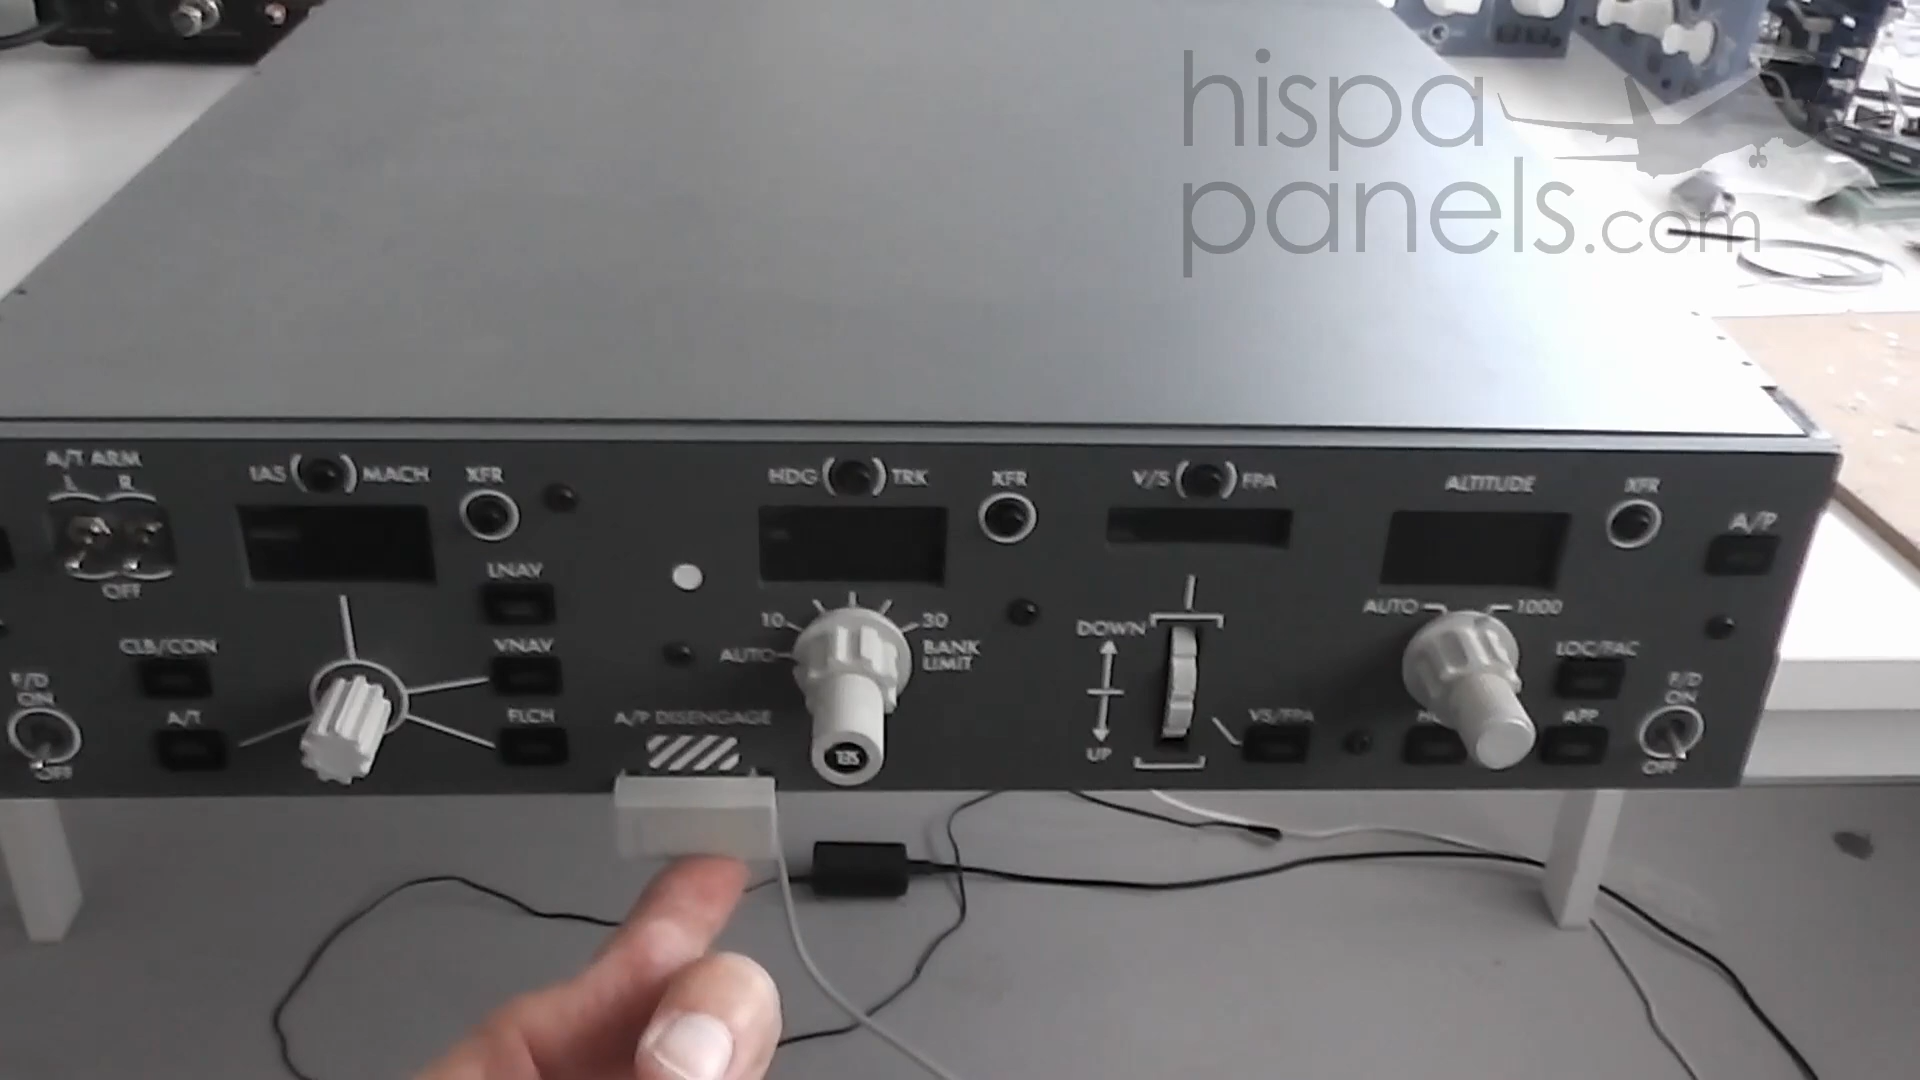 hispa
panels.com
A/T ARM
L R
OFF
IAS MACH
XFR
HDG TRK
XFR
V/S FPA
ALTITUDE
XFR
A/P
LNAV
CLB/CON
VNAV
F/D
ON
OFF
A/T
FLCH
10
30
AUTO
BANK
LIMIT
A/P DISENGAGE
DOWN
UP
VS/FPA
AUTO
1000
LOC/FAC
APP
F/D
ON
OFF